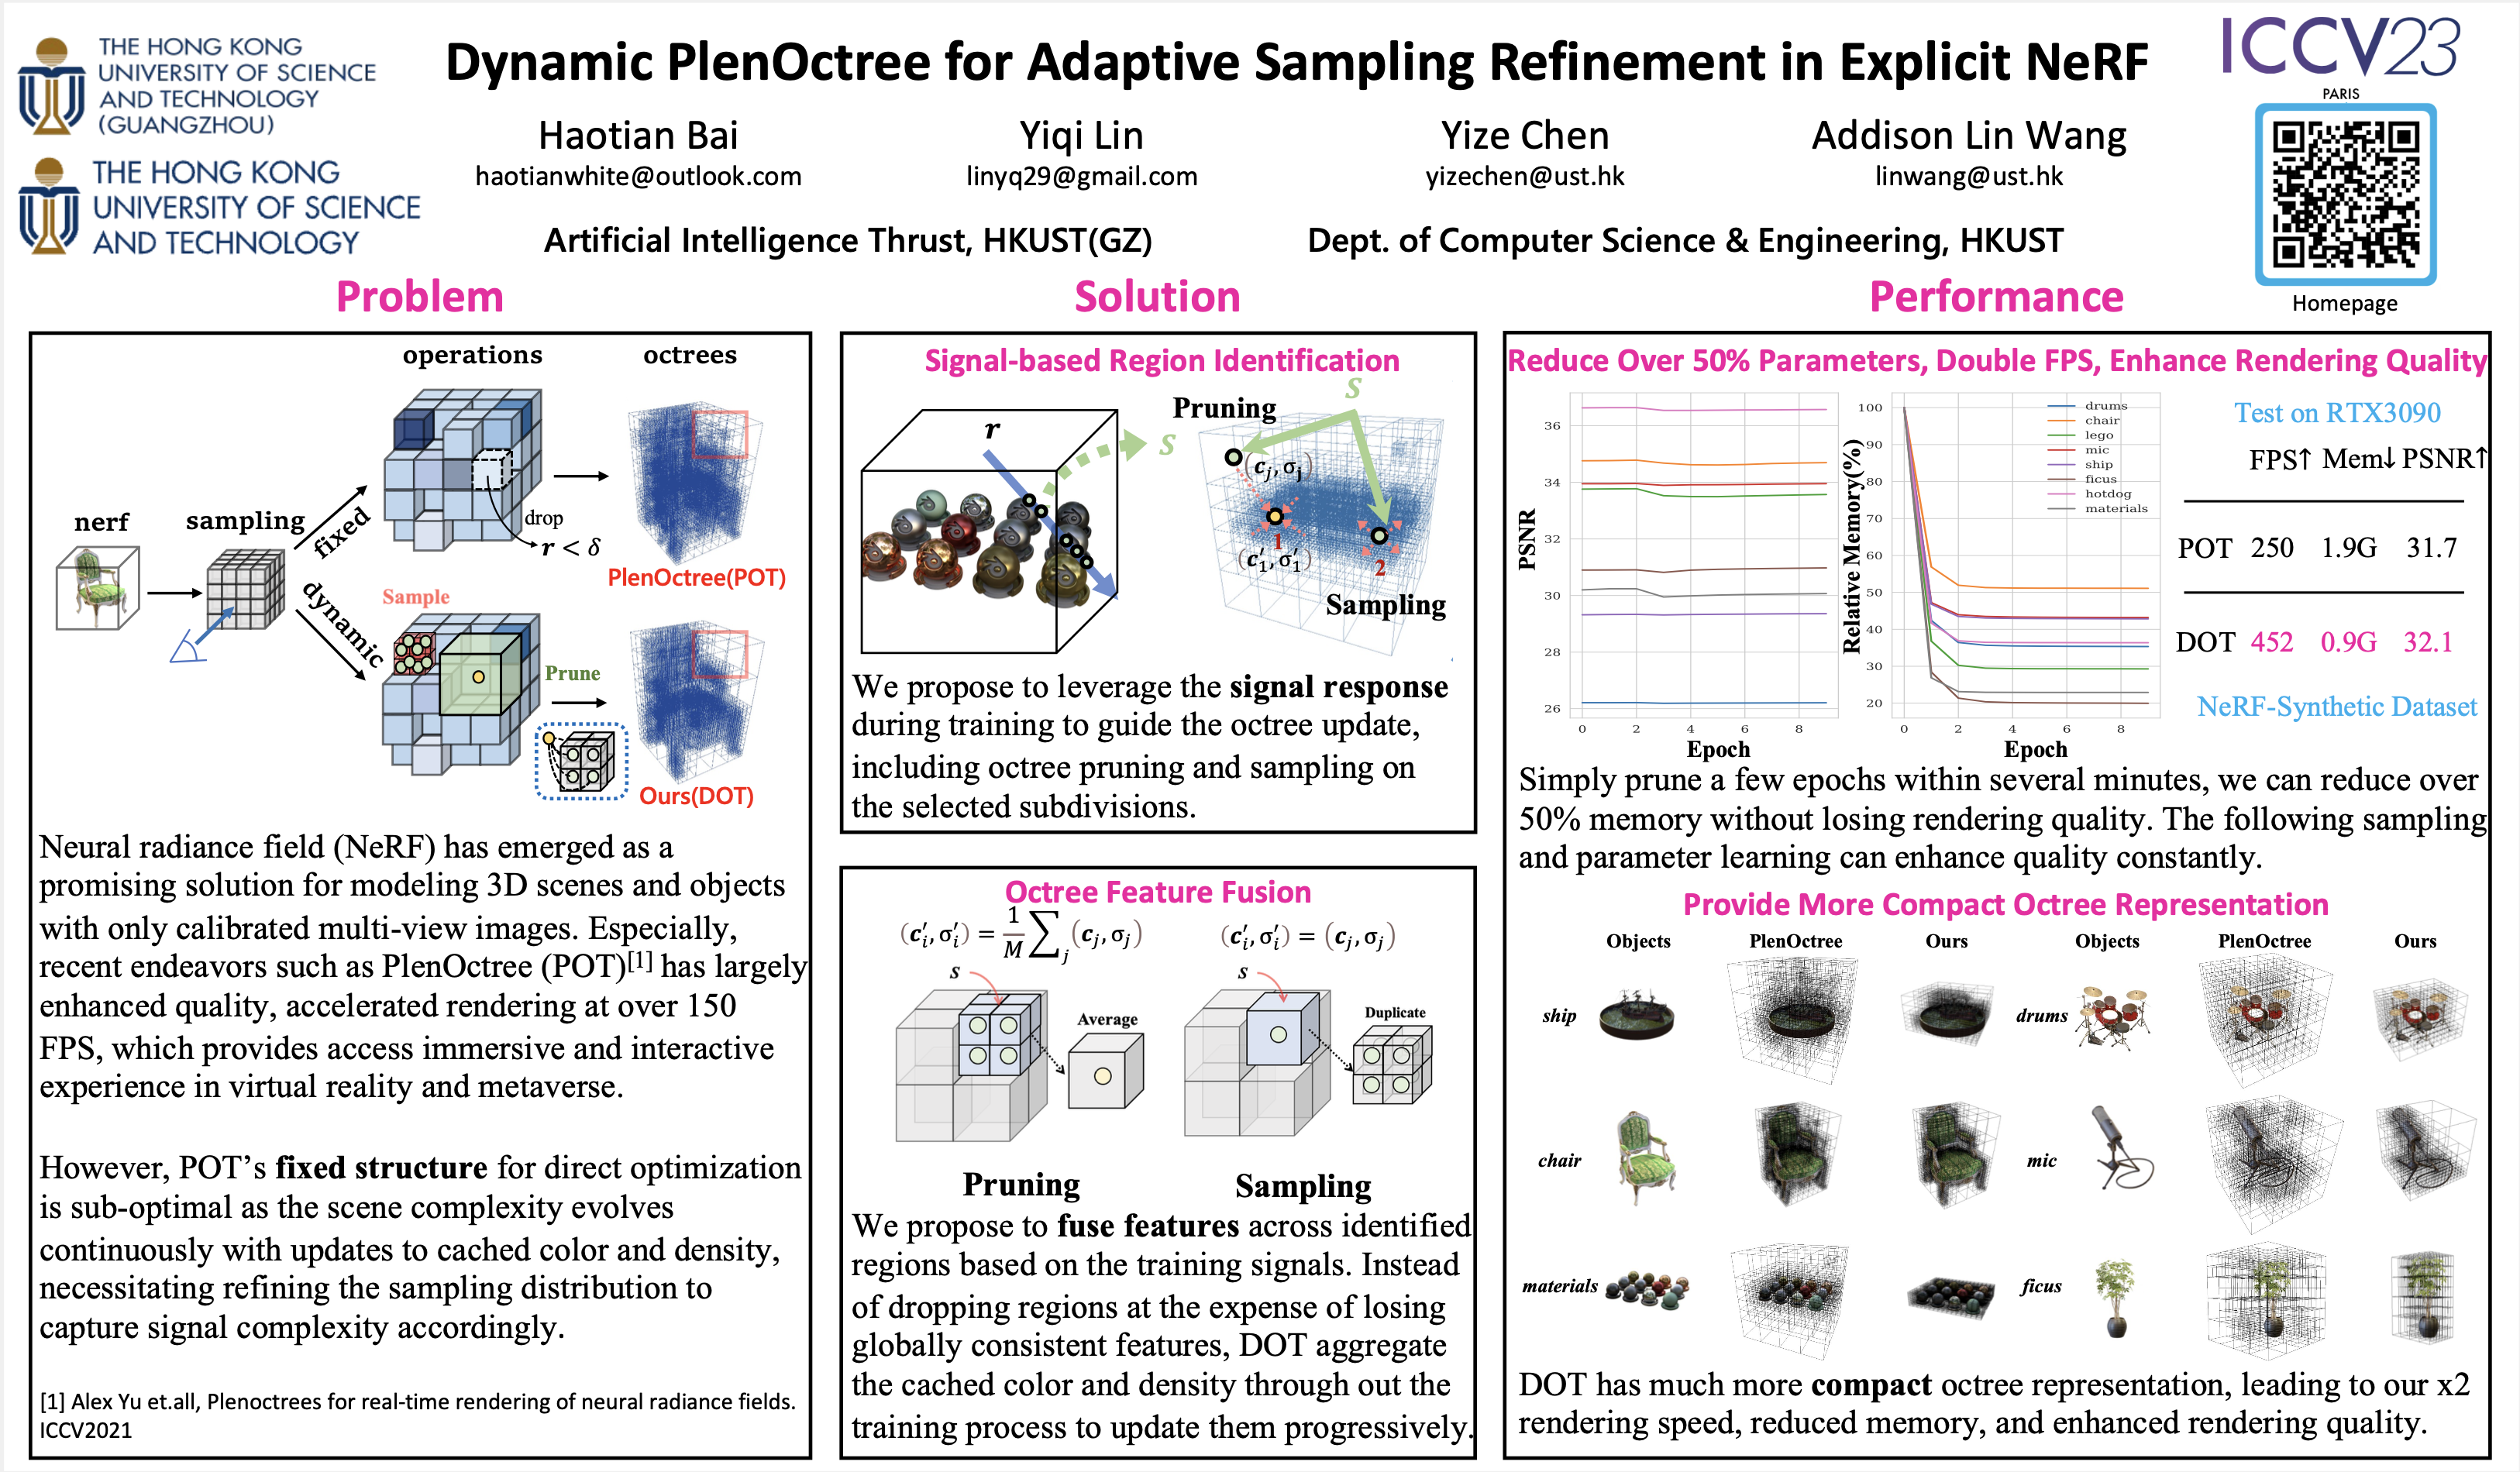 THE HONG KONG
UNIVERSITY OF SCIENCE
AND TECHNOLOGY
(GUANGZHOU)
THE HONG KONG
UNIVERSITY OF SCIENCE
AND TECHNOLOGY
Dynamic PlenOctree for Adaptive Sampling Refinement in Explicit NeRF
Haotian Bai
haotianwhite@outlook.com
Yiqi Lin
linyq29@gmail.com
Yize Chen
yizechen@ust.hk
Addison Lin Wang
linwang@ust.hk
Artificial Intelligence Thrust, HKUST(GZ)
Dept. of Computer Science & Engineering, HKUST
ICCV23
PARIS
Homepage
Problem
operations
octrees
nerf
sampling
fixed
dynamic
drop
r < δ
PlenOctree(POT)
Sample
Prune
Ours(DOT)
Neural radiance field (NeRF) has emerged as a
promising solution for modeling 3D scenes and objects
with only calibrated multi-view images. Especially,
recent endeavors such as PlenOctree (POT)[1] has largely
enhanced quality, accelerated rendering at over 150
FPS, which provides access immersive and interactive
experience in virtual reality and metaverse.
However, POT's fixed structure for direct optimization
is sub-optimal as the scene complexity evolves
continuously with updates to cached color and density,
necessitating refining the sampling distribution to
capture signal complexity accordingly.
[1] Alex Yu et.all, Plenoctrees for real-time rendering of neural radiance fields.
ICCV2021
Solution
Signal-based Region Identification
r
S
Pruning
S
(cⱼ, σⱼ)
1
(c′₁, σ′₁)
2
Sampling
We propose to leverage the signal response
during training to guide the octree update,
including octree pruning and sampling on
the selected subdivisions.
Octree Feature Fusion
(c′ᵢ, σ′ᵢ) = 1/M ∑ⱼ (cⱼ, σⱼ)
(c′ᵢ, σ′ᵢ) = (cⱼ, σⱼ)
S
Average
S
Duplicate
Pruning
Sampling
We propose to fuse features across identified
regions based on the training signals. Instead
of dropping regions at the expense of losing
globally consistent features, DOT aggregate
the cached color and density through out the
training process to update them progressively.
Performance
Reduce Over 50% Parameters, Double FPS, Enhance Rendering Quality
PSNR
36
34
32
30
28
26
0 2 4 6 8
Epoch
Relative Memory(%)
100
90
80
70
60
50
40
30
20
0 2 4 6 8
Epoch
drums
chair
lego
mic
ship
ficus
hotdog
materials
Test on RTX3090
FPS↑ Mem↓ PSNR↑
POT 250 1.9G 31.7
DOT 452 0.9G 32.1
NeRF-Synthetic Dataset
Simply prune a few epochs within several minutes, we can reduce over
50% memory without losing rendering quality. The following sampling
and parameter learning can enhance quality constantly.
Provide More Compact Octree Representation
Objects PlenOctree Ours Objects PlenOctree Ours
ship drums
chair mic
materials ficus
DOT has much more compact octree representation, leading to our x2
rendering speed, reduced memory, and enhanced rendering quality.